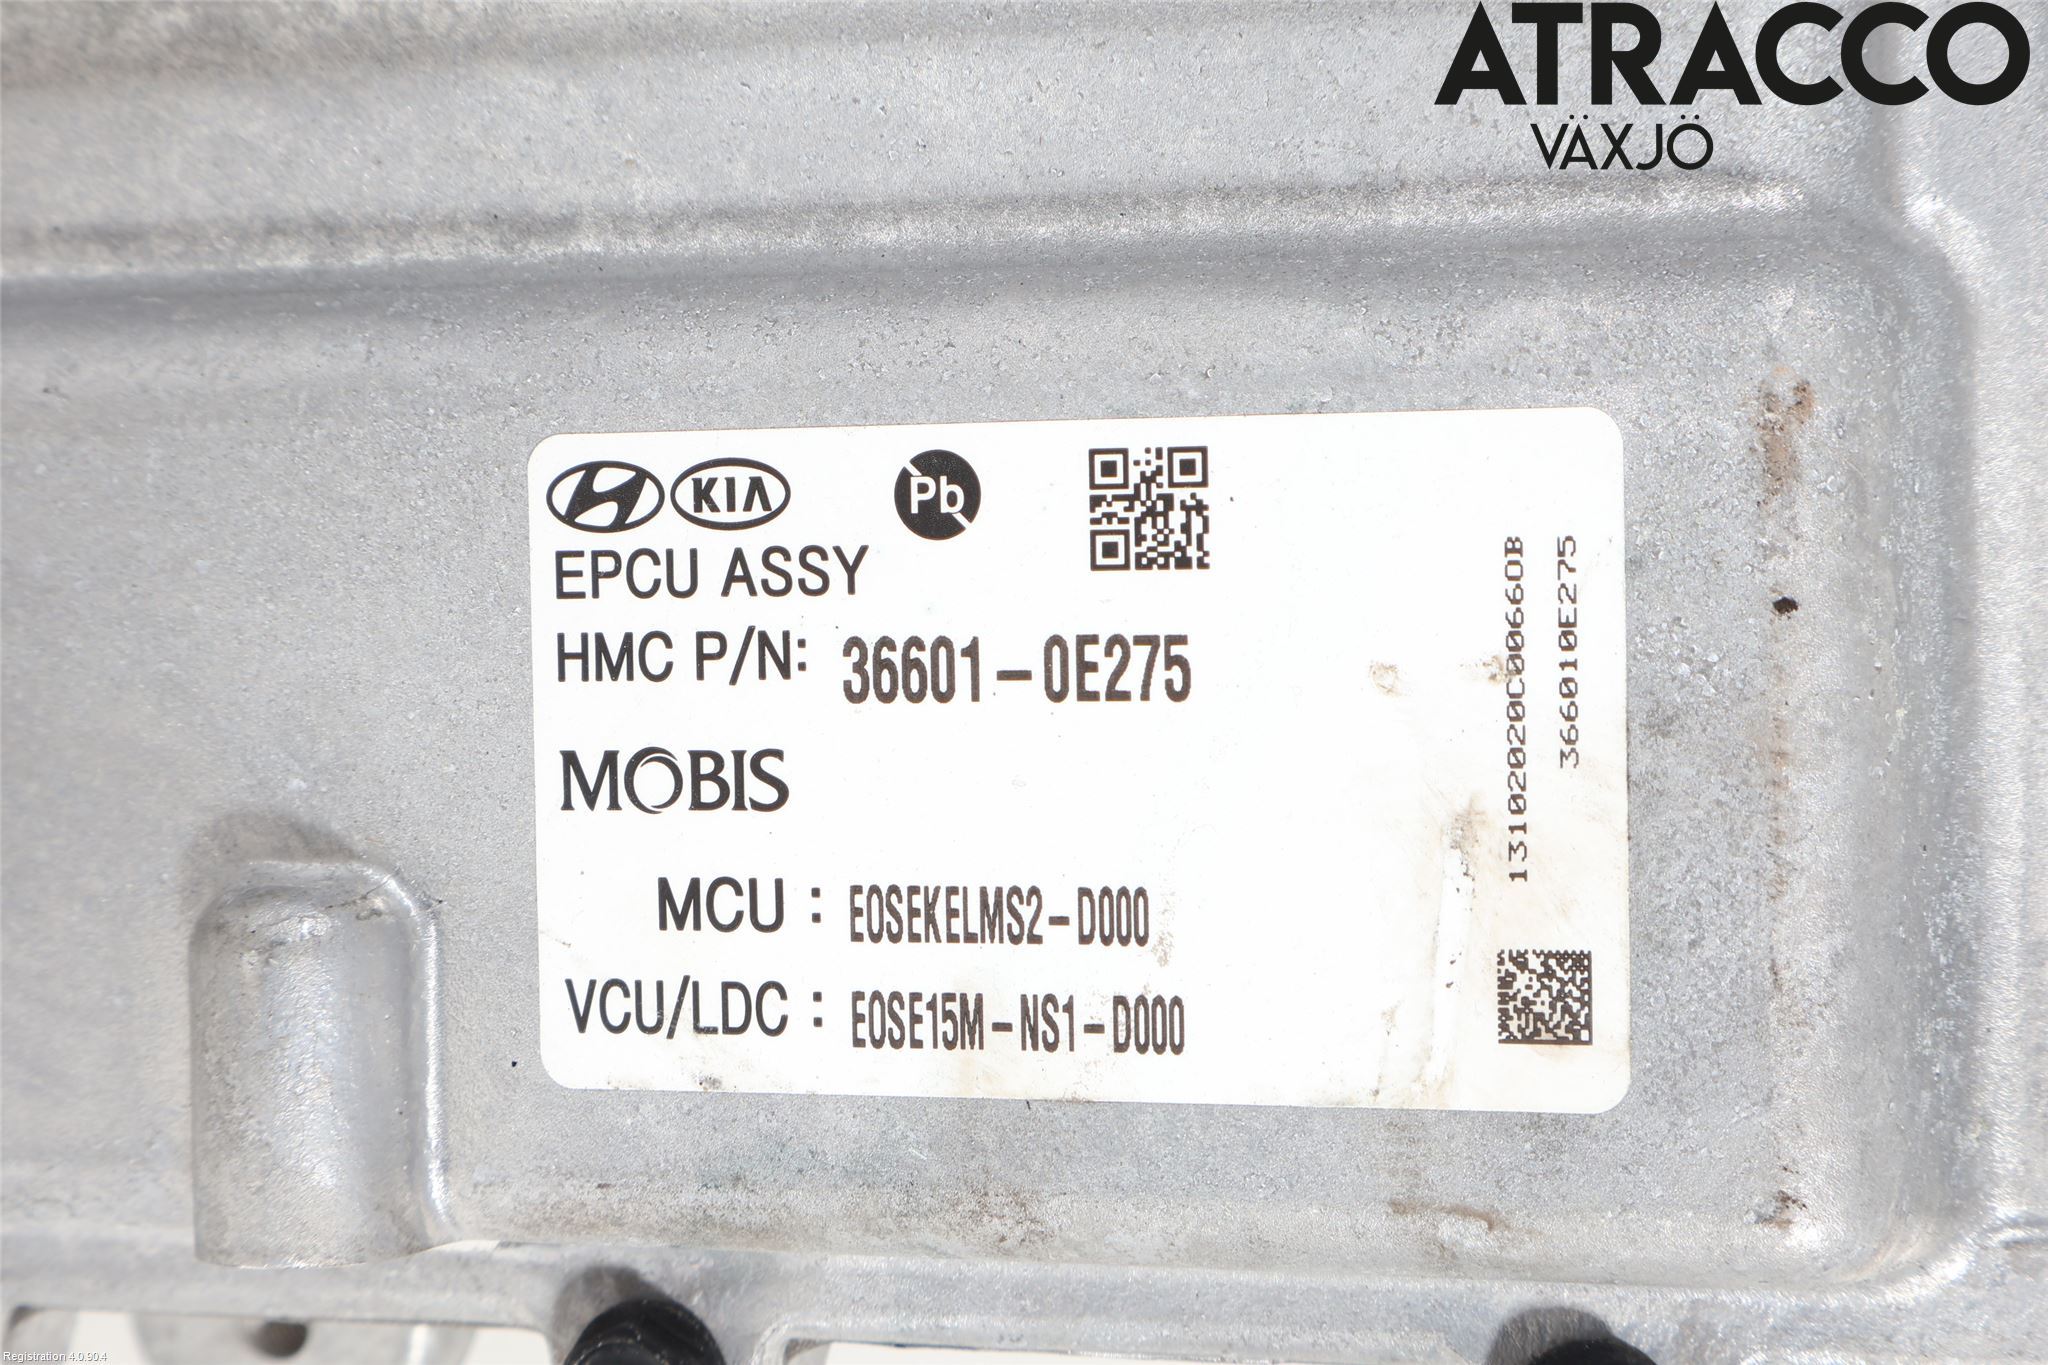 ATRACCO
VÄXJÖ
KIA
Pb
EPCU ASSY
HMC P/N: 36601-0E275
MOBIS
MCU : E0SEKELMS2-D000
VCU/LDC : E0SE15M-NS1-D000
13102020C00660B
366010E275
Registration 4.0.90.4